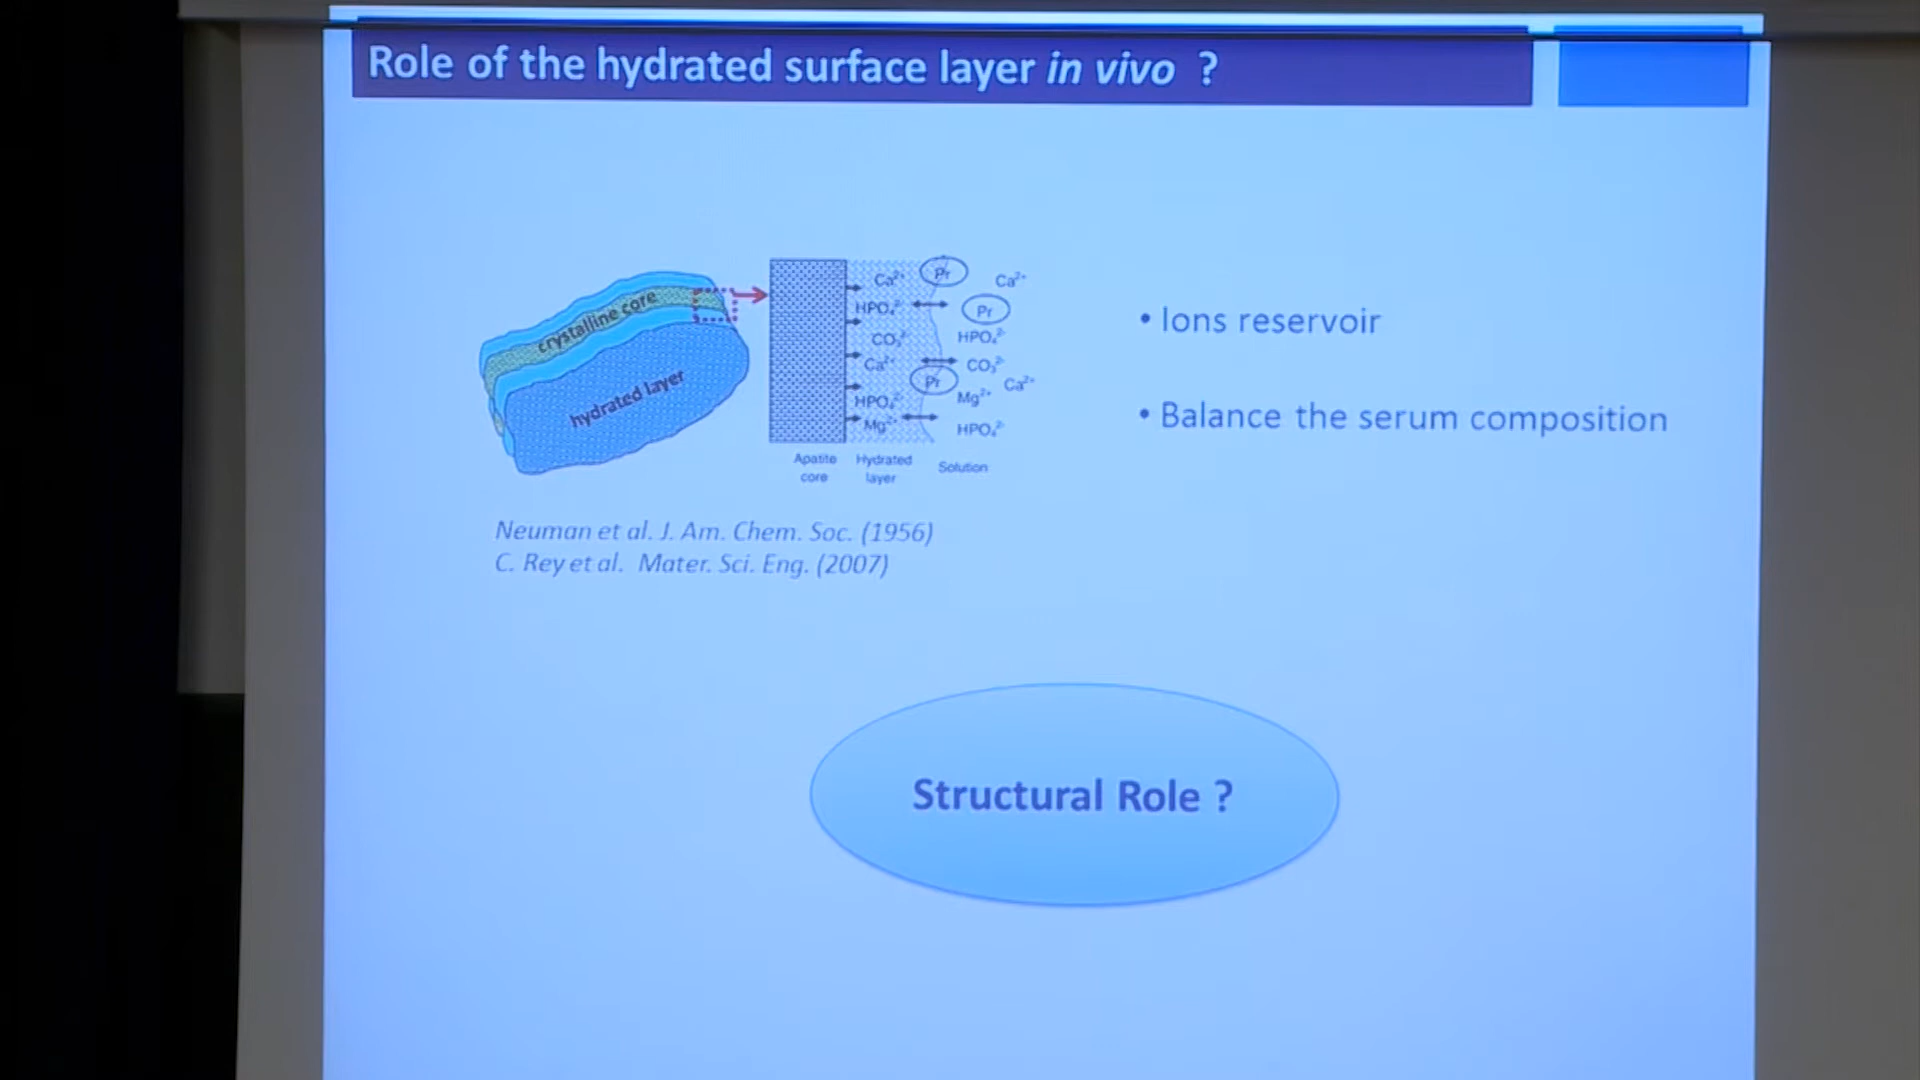 Role of the hydrated surface layer in vivo ?
crystalline core
hydrated layer
Ca²⁺
HPO₄²⁻
CO₃²⁻
Ca²⁺
HPO₄²⁻
Mg²⁺
Pr
Pr
Pr
Ca²⁺
HPO₄²⁻
CO₃²⁻
Ca²⁺
Mg²⁺
HPO₄²⁻
Apatite
core
Hydrated
layer
Solution
• Ions reservoir
• Balance the serum composition
Neuman et al. J. Am. Chem. Soc. (1956)
C. Rey et al. Mater. Sci. Eng. (2007)
Structural Role ?